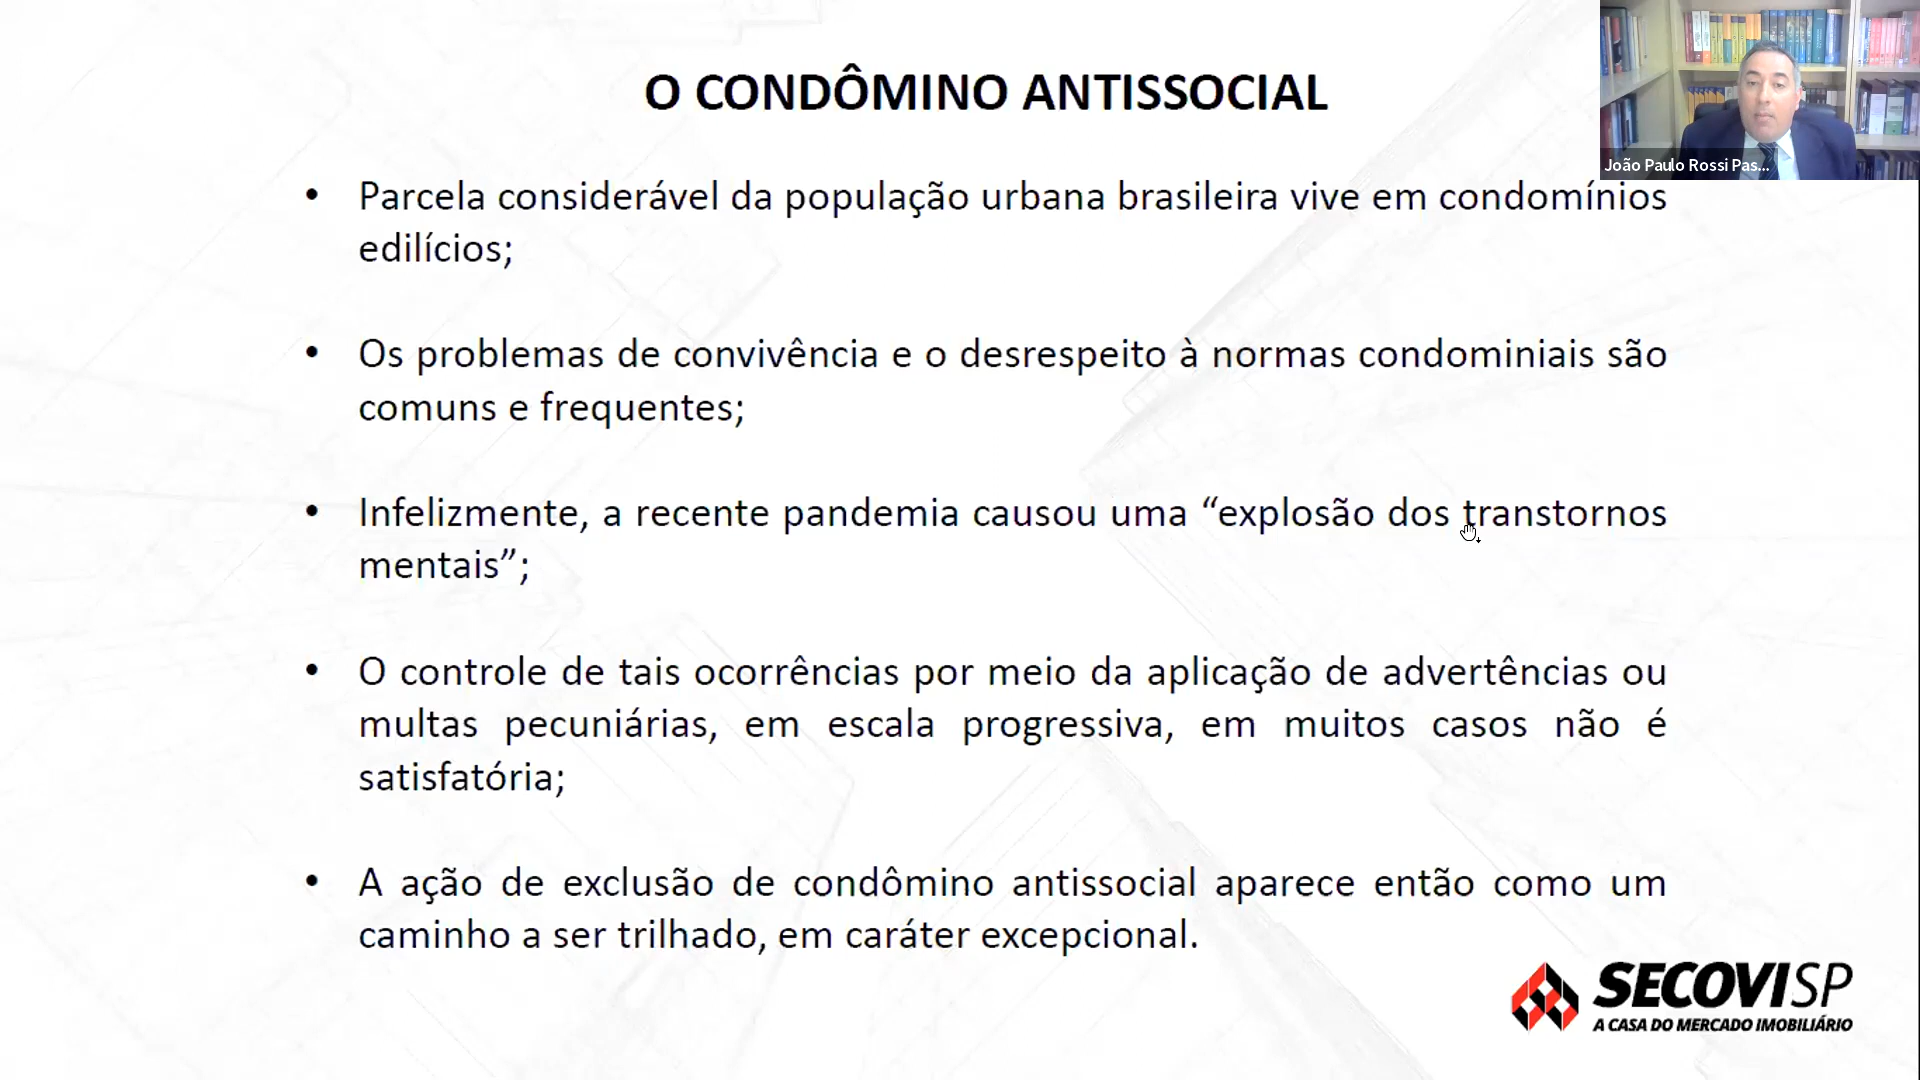 O CONDÔMINO ANTISSOCIAL
João Paulo Rossi Pas...
• Parcela considerável da população urbana brasileira vive em condomínios
edilícios;
• Os problemas de convivência e o desrespeito à normas condominiais são
comuns e frequentes;
• Infelizmente, a recente pandemia causou uma “explosão dos transtornos
mentais”;
• O controle de tais ocorrências por meio da aplicação de advertências ou
multas pecuniárias, em escala progressiva, em muitos casos não é
satisfatória;
• A ação de exclusão de condômino antissocial aparece então como um
caminho a ser trilhado, em caráter excepcional.
SECOVISP
A CASA DO MERCADO IMOBILIÁRIO